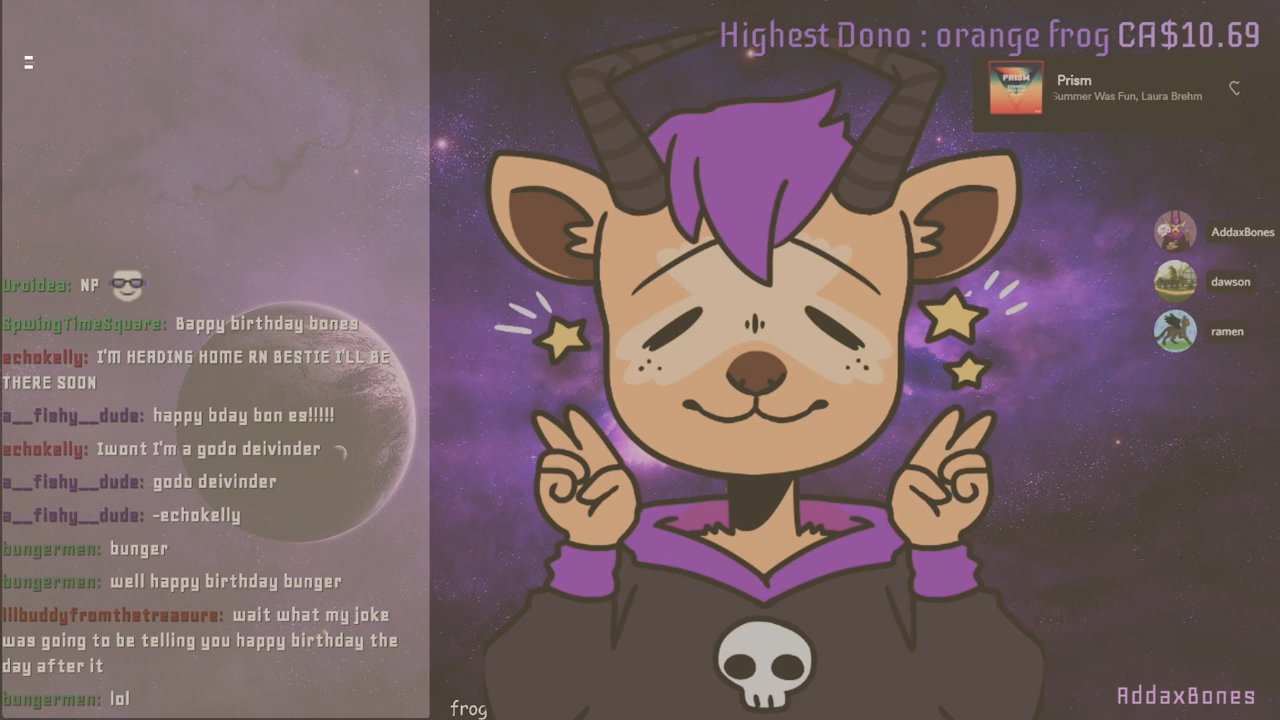 Highest Dono : orange frog CA$10.69
PRISM
Prism
Summer Was Fun, Laura Brehm
AddaxBones
dawson
ramen
Uroidea: NP
SpwingTimeSquare: Bappy birthday bones
echokelly: I'M HEADING HOME RN BESTIE I'LL BE
THERE SOON
a__fishy__dude: happy bday bon es!!!!!
echokelly: Iwont I'm a godo deivinder
a__fishy__dude: godo deivinder
a__fishy__dude: -echokelly
bungermen: bunger
bungermen: well happy birthday bunger
lilbuddyfromthetreasure: wait what my joke
was going to be telling you happy birthday the
day after it
bungermen: lol
frog
AddaxBones